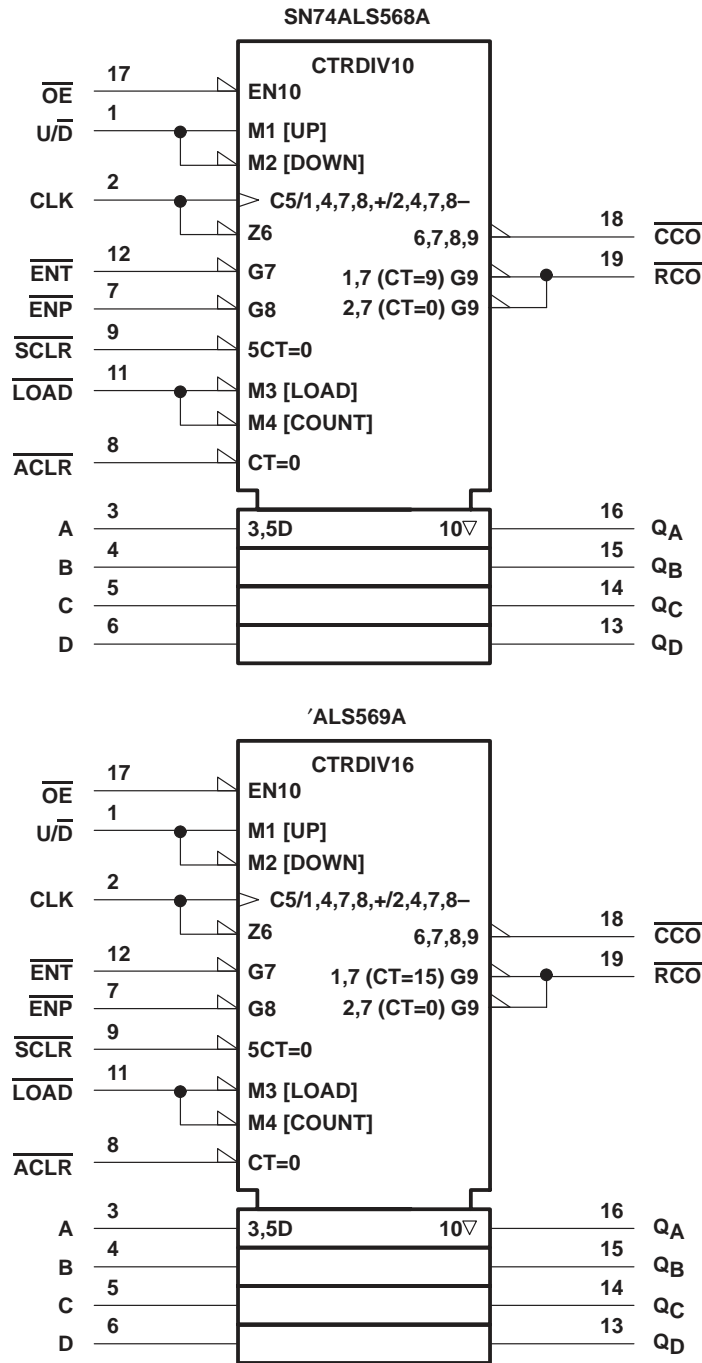 SN74ALS568A
CTRDIV10
OE 17 EN10
U/D 1 M1 [UP]
M2 [DOWN]
CLK 2 C5/1,4,7,8,+/2,4,7,8–
Z6 6,7,8,9 18 CCO
ENT 12 G7 1,7 (CT=9) G9 19 RCO
ENP 7 G8 2,7 (CT=0) G9
SCLR 9 5CT=0
LOAD 11 M3 [LOAD]
M4 [COUNT]
ACLR 8 CT=0
A 3 3,5D 10▽ 16 QA
B 4 15 QB
C 5 14 QC
D 6 13 QD
′ALS569A
CTRDIV16
OE 17 EN10
U/D 1 M1 [UP]
M2 [DOWN]
CLK 2 C5/1,4,7,8,+/2,4,7,8–
Z6 6,7,8,9 18 CCO
ENT 12 G7 1,7 (CT=15) G9 19 RCO
ENP 7 G8 2,7 (CT=0) G9
SCLR 9 5CT=0
LOAD 11 M3 [LOAD]
M4 [COUNT]
ACLR 8 CT=0
A 3 3,5D 10▽ 16 QA
B 4 15 QB
C 5 14 QC
D 6 13 QD